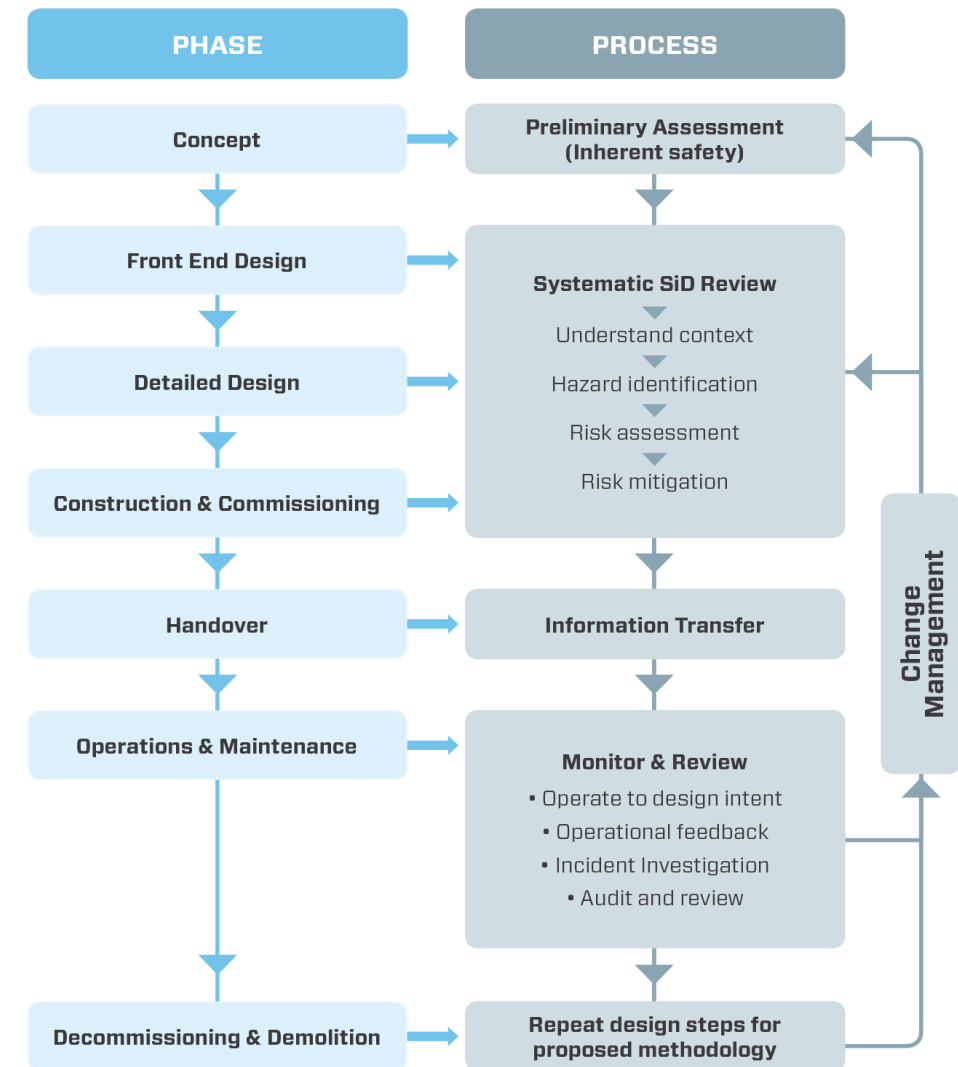 PHASE
PROCESS
Concept
Preliminary Assessment
(Inherent safety)
Front End Design
Systematic SiD Review
Understand context
Detailed Design
Hazard identification
Risk assessment
Risk mitigation
Construction & Commissioning
Handover
Information Transfer
Change
Management
Operations & Maintenance
Monitor & Review
• Operate to design intent
• Operational feedback
• Incident Investigation
• Audit and review
Decommissioning & Demolition
Repeat design steps for
proposed methodology